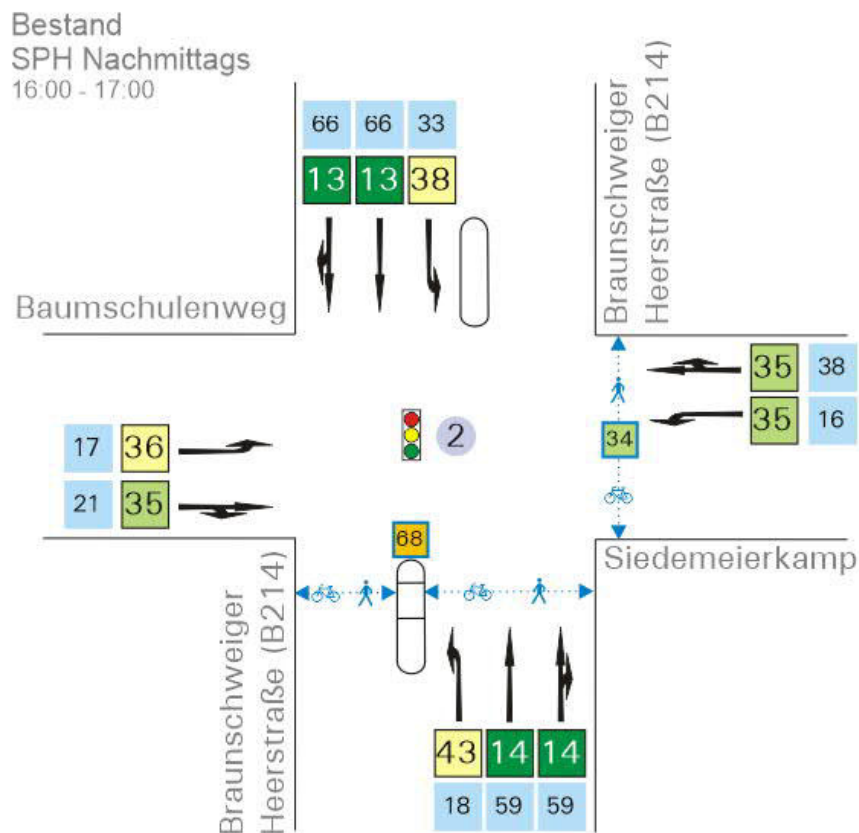 Bestand
SPH Nachmittags
16:00 - 17:00
Braunschweiger
Heerstraße (B214)
66 66 33
13 13 38
Baumschulenweg
35 38
35 16
34
2
17 36
21 35
68
Siedemeierkamp
Braunschweiger
Heerstraße (B214)
43 14 14
18 59 59